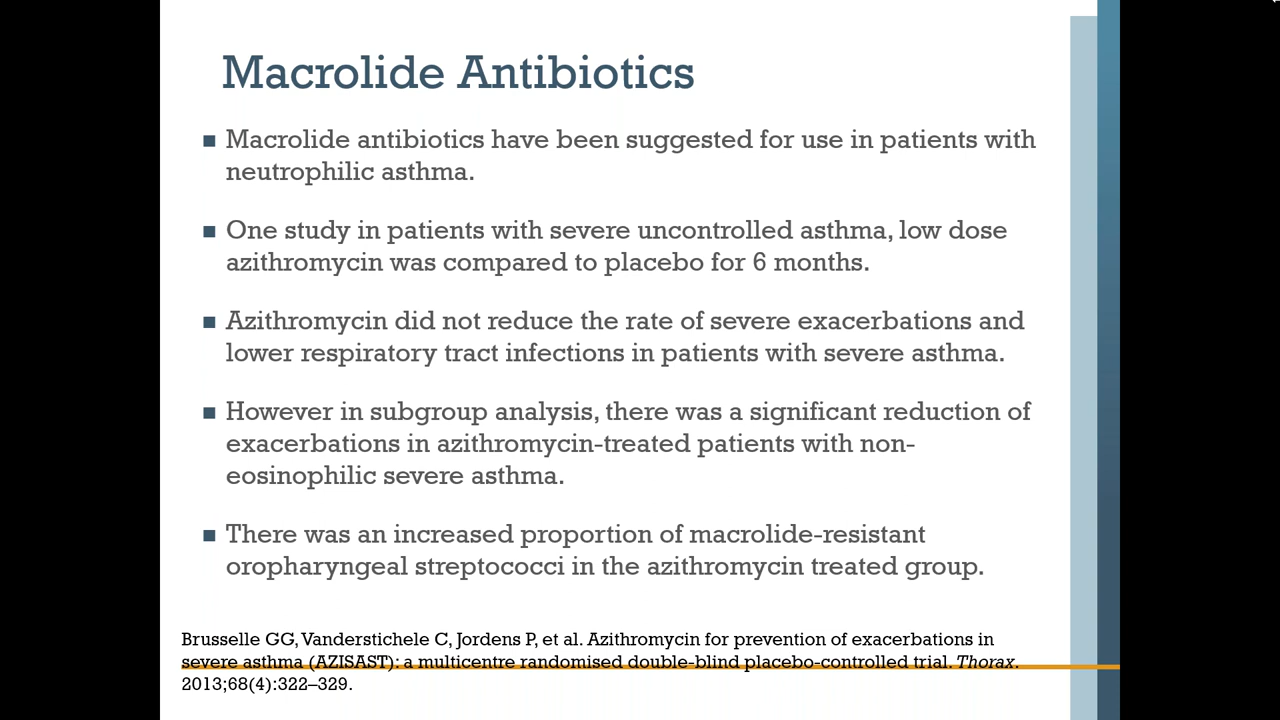 Macrolide Antibiotics
■ Macrolide antibiotics have been suggested for use in patients with
neutrophilic asthma.
■ One study in patients with severe uncontrolled asthma, low dose
azithromycin was compared to placebo for 6 months.
■ Azithromycin did not reduce the rate of severe exacerbations and
lower respiratory tract infections in patients with severe asthma.
■ However in subgroup analysis, there was a significant reduction of
exacerbations in azithromycin-treated patients with non-
eosinophilic severe asthma.
■ There was an increased proportion of macrolide-resistant
oropharyngeal streptococci in the azithromycin treated group.
Brusselle GG, Vanderstichele C, Jordens P, et al. Azithromycin for prevention of exacerbations in
severe asthma (AZISAST): a multicentre randomised double-blind placebo-controlled trial. Thorax.
2013;68(4):322–329.